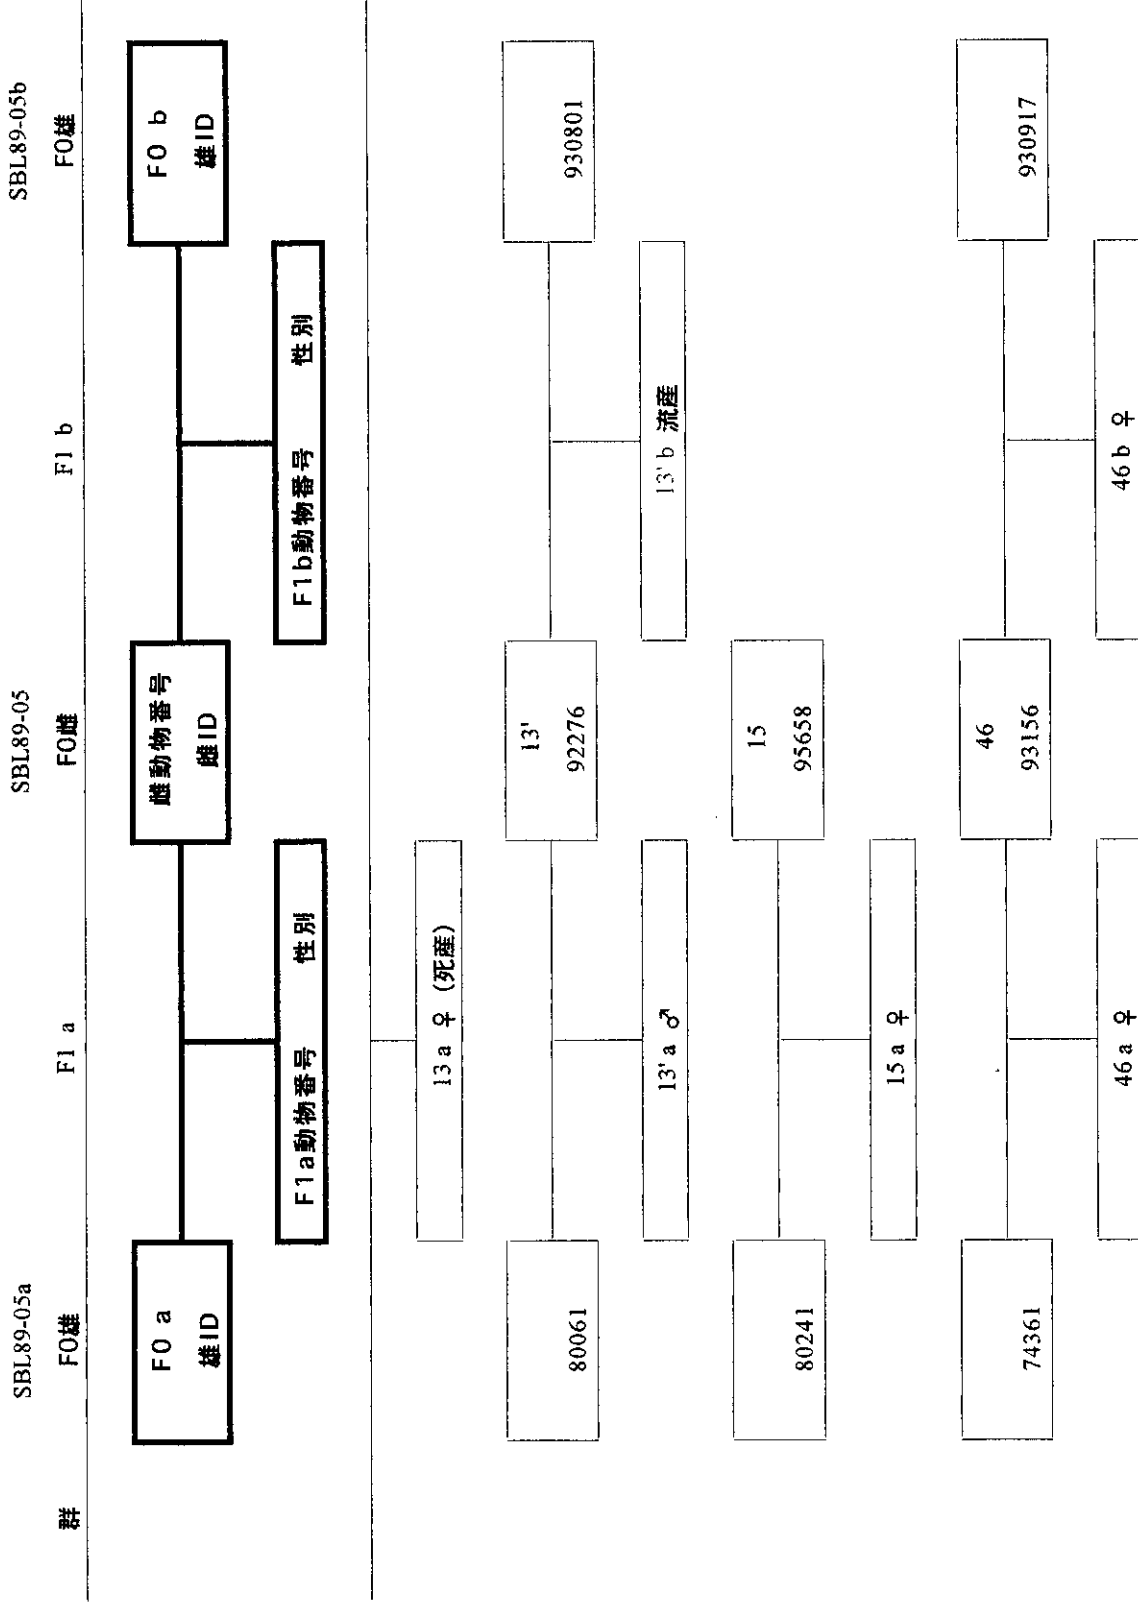 SBL89-05a SBL89-05 SBL89-05b
群 F0雄 F1 a F0雌 F1 b F0雄
F0 a
雄ID
雌動物番号
雌ID
F0 b
雄ID
F1a動物番号 性別
F1b動物番号 性別
13 a ♀ (死産)
80061
13'
92276
930801
13' a ♂
13' b 流産
80241
15
95658
15 a ♀
74361
46
93156
930917
46 a ♀
46 b ♀